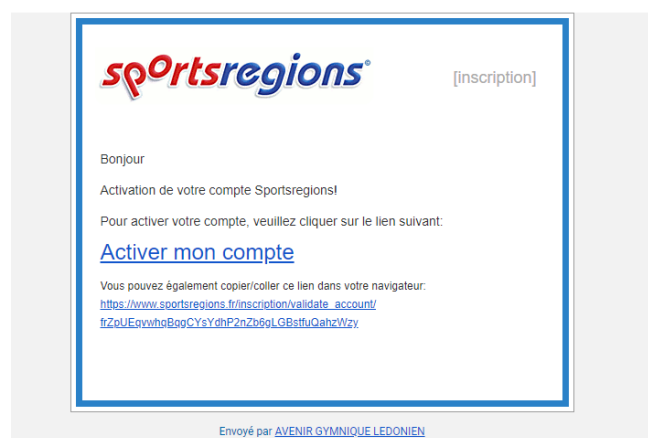 sportsregions
[inscription]
Bonjour
Activation de votre compte Sportsregions!
Pour activer votre compte, veuillez cliquer sur le lien suivant:
Activer mon compte
Vous pouvez également copier/coller ce lien dans votre navigateur:
https://www.sportsregions.fr/inscription/validate_account/
frZpUEqvwhqBqgCYsYdhP2nZb6gLGBstfuQahzWzy
Envoyé par AVENIR GYMNIQUE LEDONIEN